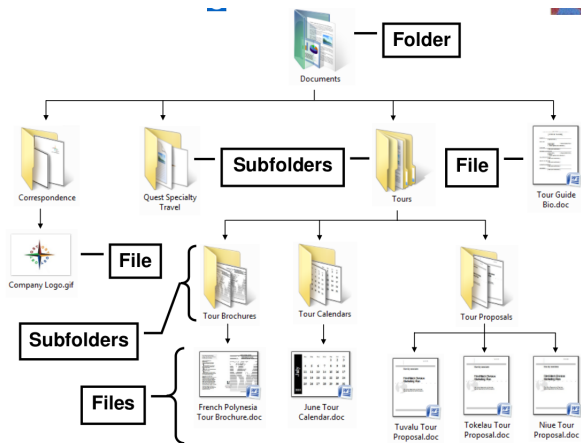 Folder
Documents
Subfolders
File
Correspondence
Quest Specialty
Travel
Tours
Tour Guide
Bio.doc
File
Company Logo.gif
Subfolders
Tour Brochures
Tour Calendars
Tour Proposals
Files
French Polynesia
Tour Brochure.doc
June Tour
Calendar.doc
Tuvalu Tour
Proposal.doc
Tokelau Tour
Proposal.doc
Niue Tour
Proposal.doc